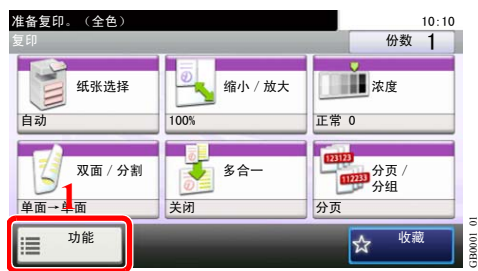 准备复印。（全色）
10:10
复印
份数 1
纸张选择
自动
缩小 / 放大
100%
浓度
正常 0
双面 / 分割
单面→单面
多合一
关闭
123123
112233
分页 /
分组
分页
1
功能
收藏
GB0001_01